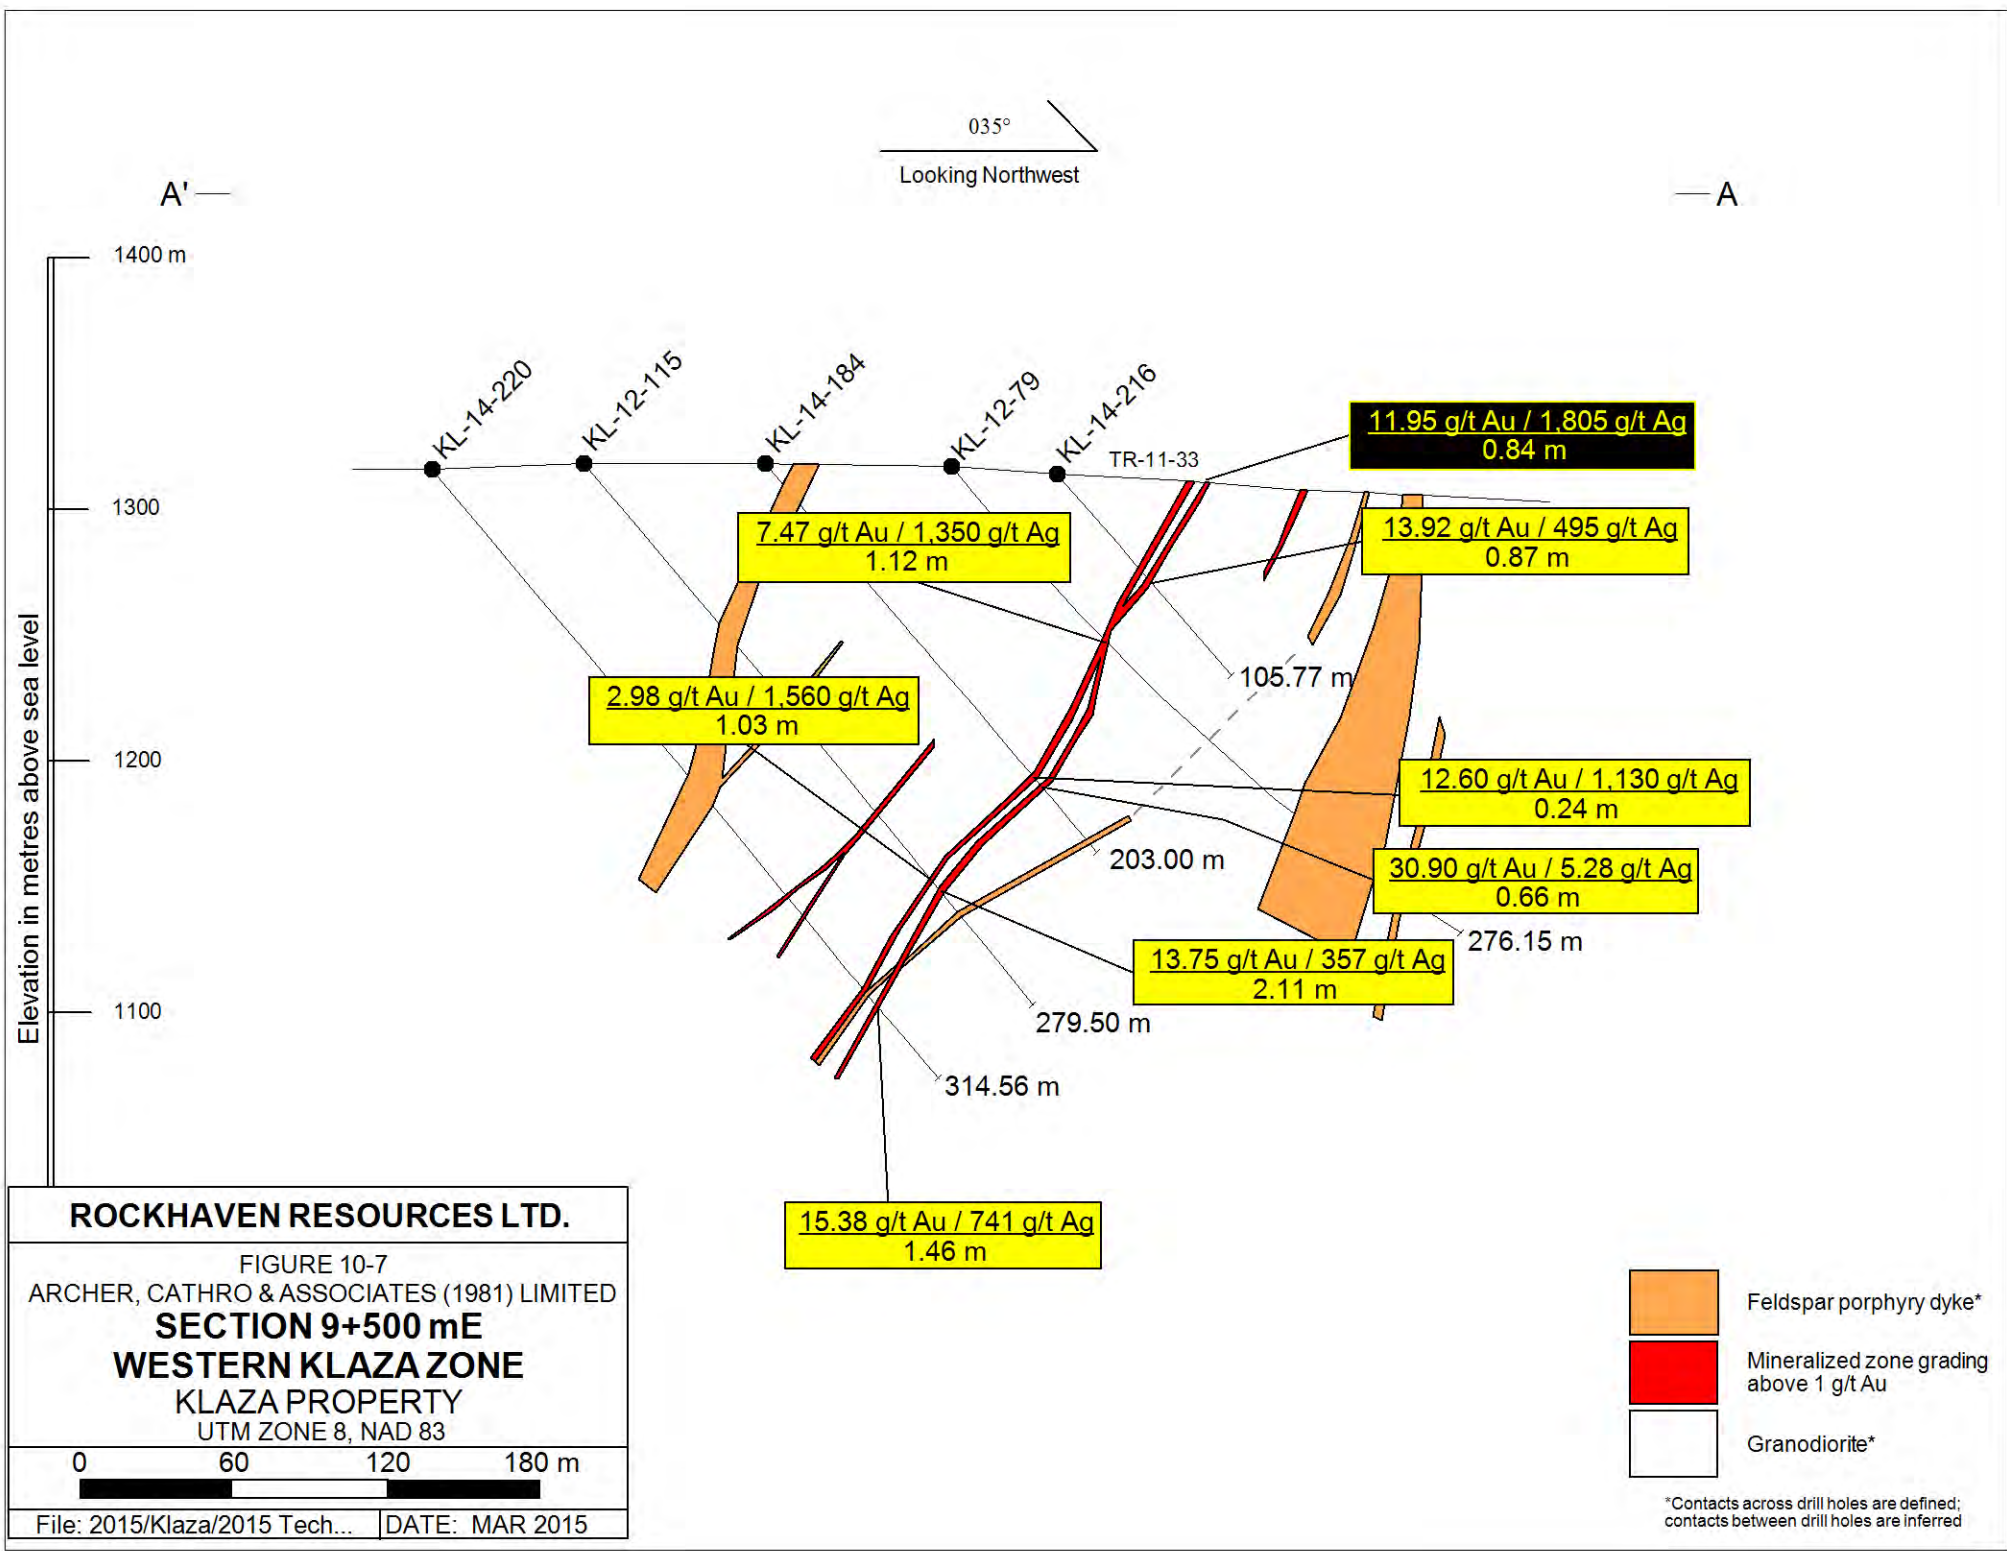 035°
Looking Northwest
A'
A
1400 m
1300
1200
1100
Elevation in metres above sea level
KL-14-220
KL-12-115
KL-14-184
KL-12-79
KL-14-216
TR-11-33
11.95 g/t Au / 1,805 g/t Ag
0.84 m
7.47 g/t Au / 1,350 g/t Ag
1.12 m
13.92 g/t Au / 495 g/t Ag
0.87 m
105.77 m
2.98 g/t Au / 1,560 g/t Ag
1.03 m
12.60 g/t Au / 1,130 g/t Ag
0.24 m
203.00 m
30.90 g/t Au / 5.28 g/t Ag
0.66 m
276.15 m
13.75 g/t Au / 357 g/t Ag
2.11 m
279.50 m
314.56 m
15.38 g/t Au / 741 g/t Ag
1.46 m
ROCKHAVEN RESOURCES LTD.
FIGURE 10-7
ARCHER, CATHRO & ASSOCIATES (1981) LIMITED
SECTION 9+500 mE
WESTERN KLAZA ZONE
KLAZA PROPERTY
UTM ZONE 8, NAD 83
0 60 120 180 m
File: 2015/Klaza/2015 Tech... DATE: MAR 2015
Feldspar porphyry dyke*
Mineralized zone grading
above 1 g/t Au
Granodiorite*
*Contacts across drill holes are defined;
contacts between drill holes are inferred